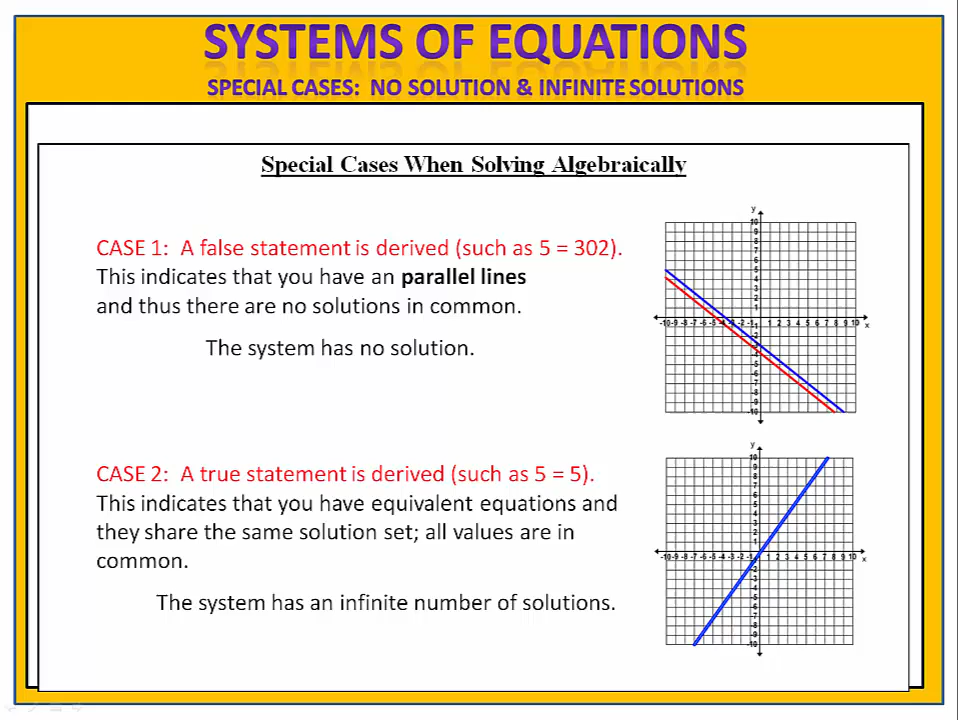 SYSTEMS OF EQUATIONS
SPECIAL CASES: NO SOLUTION & INFINITE SOLUTIONS
Special Cases When Solving Algebraically
CASE 1: A false statement is derived (such as 5 = 302).
This indicates that you have an parallel lines
and thus there are no solutions in common.
The system has no solution.
CASE 2: A true statement is derived (such as 5 = 5).
This indicates that you have equivalent equations and
they share the same solution set; all values are in
common.
The system has an infinite number of solutions.
y
x
y
x